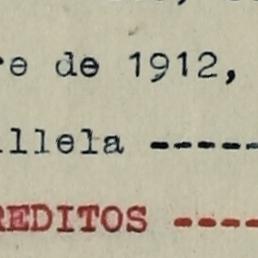 re de 1912,
llela -----
REDITOS ----